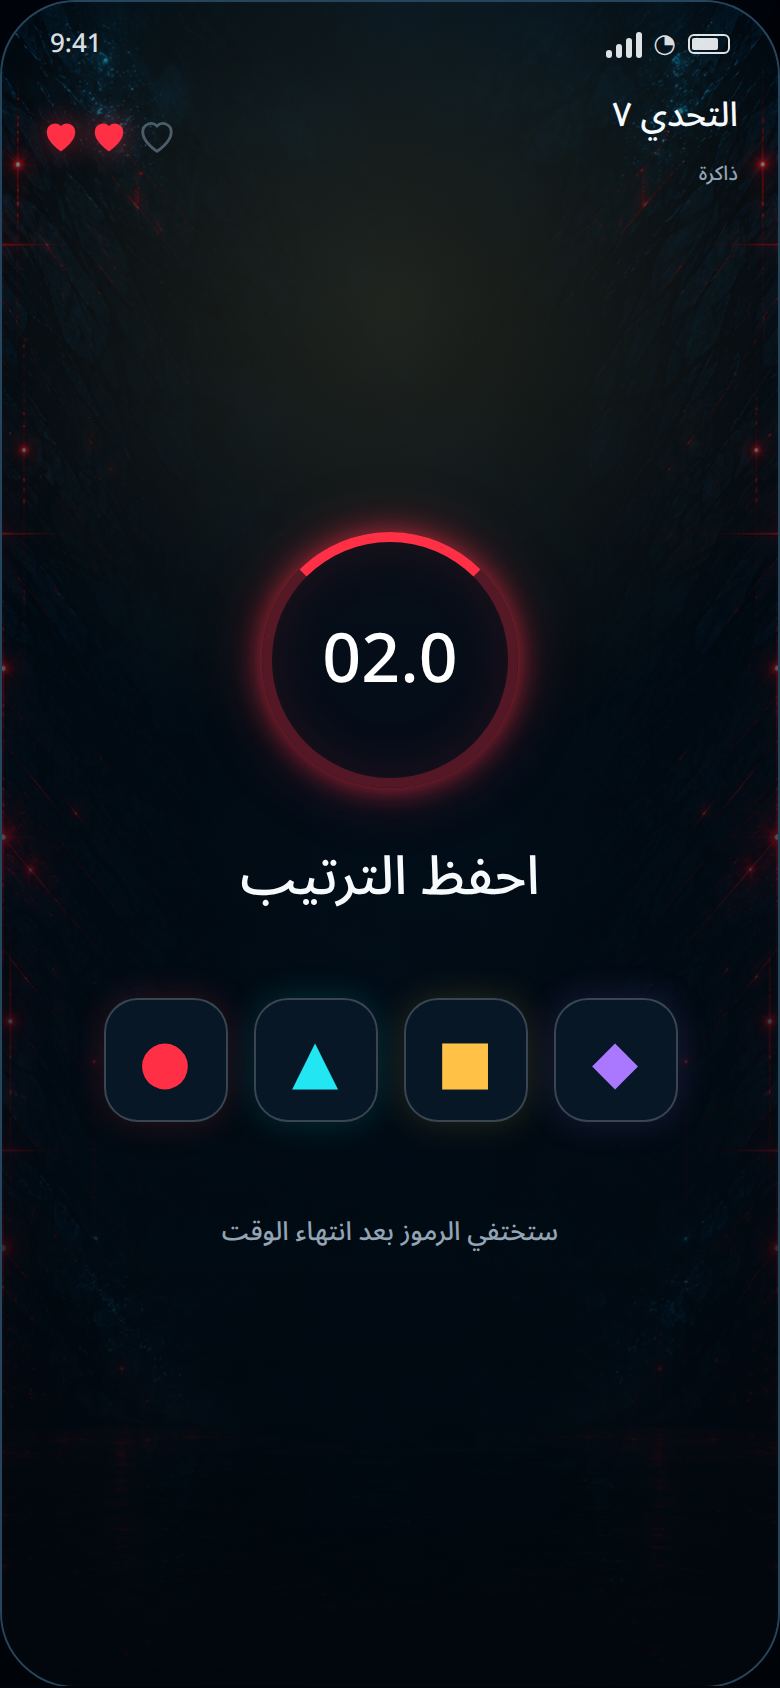 9:41
التحدي ٧
ذاكرة
02.0
احفظ الترتيب
ستختفي الرموز بعد انتهاء الوقت